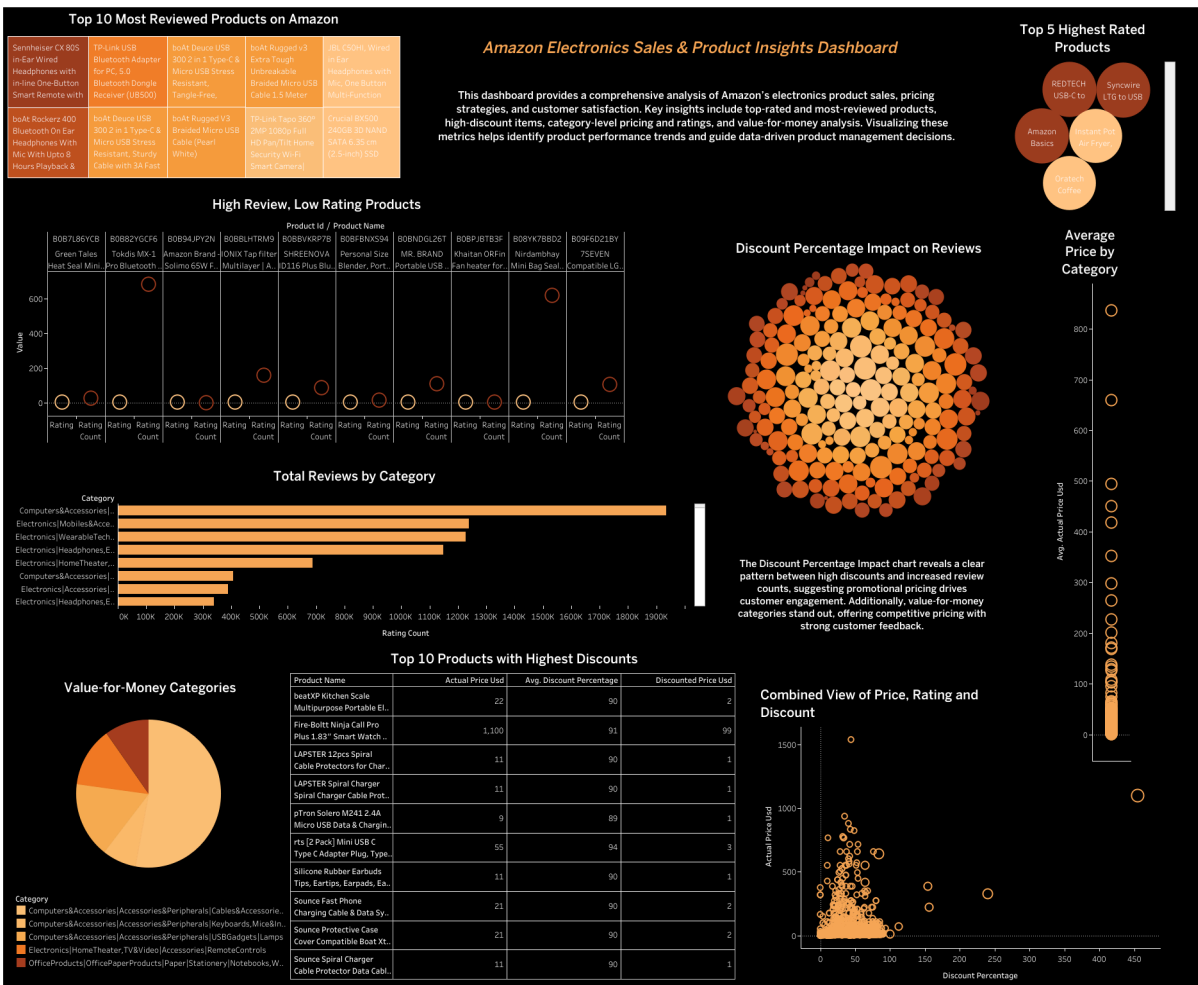 Top 10 Most Reviewed Products on Amazon
Sennheiser CX 80S
in-Ear Wired
Headphones with
in-line One-Button
Smart Remote with
TP-Link USB
Bluetooth Adapter
for PC, 5.0
Bluetooth Dongle
Receiver (UB500)
boAt Deuce USB
300 2 in 1 Type-C &
Micro USB Stress
Resistant,
Tangle-Free,
boAt Rugged v3
Extra Tough
Unbreakable
Braided Micro USB
Cable 1.5 Meter
JBL C50HI, Wired
in Ear
Headphones with
Mic, One Button
Multi-Function
boAt Rockerz 400
Bluetooth On Ear
Headphones With
Mic With Upto 8
Hours Playback &
boAt Deuce USB
300 2 in 1 Type-C &
Micro USB Stress
Resistant, Sturdy
Cable with 3A Fast
boAt Rugged V3
Braided Micro USB
Cable (Pearl
White)
TP-Link Tapo 360°
2MP 1080p Full
HD Pan/Tilt Home
Security Wi-Fi
Smart Camera|
Crucial BX500
240GB 3D NAND
SATA 6.35 cm
(2.5-inch) SSD
Amazon Electronics Sales & Product Insights Dashboard
This dashboard provides a comprehensive analysis of Amazon's electronics product sales, pricing
strategies, and customer satisfaction. Key insights include top-rated and most-reviewed products,
high-discount items, category-level pricing and ratings, and value-for-money analysis. Visualizing these
metrics helps identify product performance trends and guide data-driven product management decisions.
Top 5 Highest Rated
Products
REDTECH
USB-C to
Syncwire
LTG to USB
Amazon
Basics
Instant Pot
Air Fryer,
Oratech
Coffee
High Review, Low Rating Products
Product Id / Product Name
B0B7L86YCB
Green Tales
Heat Seal Mini..
B0B8ZYGCF6
Tokdis MX-1
Pro Bluetooth ..
B0B94JPY2N
Amazon Brand -
Solimo 65W F..
B0BBLHTRM9
IONIX Tap filter
Multilayer | A..
B0BBVKRP7B
SHREENOVA
ID116 Plus Blu..
B0BFBNXS94
Personal Size
Blender, Port..
B0BNDGL26T
MR. BRAND
Portable USB ..
B0BPJBTB3F
Khaitan ORFin
Fan heater for..
B08YK7BBD2
Nirdambhay
Mini Bag Seal..
B09F6D21BY
7SEVEN
Compatible LG..
Value
600
400
200
0
Rating Rating Count
Rating Rating Count
Rating Rating Count
Rating Rating Count
Rating Rating Count
Rating Rating Count
Rating Rating Count
Rating Rating Count
Rating Rating Count
Rating Rating Count
Discount Percentage Impact on Reviews
The Discount Percentage Impact chart reveals a clear
pattern between high discounts and increased review
counts, suggesting promotional pricing drives
customer engagement. Additionally, value-for-money
categories stand out, offering competitive pricing with
strong customer feedback.
Average
Price by
Category
Avg. Actual Price Usd
800
700
600
500
400
300
200
100
0
Total Reviews by Category
Category
Computers&Accessories|..
Electronics|Mobiles&Acce..
Electronics|WearableTech..
Electronics|Headphones,E..
Electronics|HomeTheater,..
Computers&Accessories|..
Electronics|Accessories|..
Electronics|Headphones,E..
0K 100K 200K 300K 400K 500K 600K 700K 800K 900K 1000K 1100K 1200K 1300K 1400K 1500K 1600K 1700K 1800K 1900K
Rating Count
Value-for-Money Categories
Category
Computers&Accessories|Accessories&Peripherals|Cables&Accessorie..
Computers&Accessories|Accessories&Peripherals|Keyboards,Mice&In..
Computers&Accessories|Accessories&Peripherals|USBGadgets|Lamps
Electronics|HomeTheater,TV&Video|Accessories|RemoteControls
OfficeProducts|OfficePaperProducts|Paper|Stationery|Notebooks,W..
Top 10 Products with Highest Discounts
Product Name Actual Price Usd Avg. Discount Percentage Discounted Price Usd
beatXP Kitchen Scale
Multipurpose Portable El.. 22 90 2
Fire-Boltt Ninja Call Pro
Plus 1.83" Smart Watch .. 1,100 91 99
LAPSTER 12pcs Spiral
Cable Protectors for Char.. 11 90 1
LAPSTER Spiral Charger
Spiral Charger Cable Prot.. 11 90 1
pTron Solero M241 2.4A
Micro USB Data & Chargin.. 9 89 1
rts [2 Pack] Mini USB C
Type C Adapter Plug, Type.. 55 94 3
Silicone Rubber Earbuds
Tips, Eartips, Earpads, Ea.. 11 90 1
Sounce Fast Phone
Charging Cable & Data Sy.. 21 90 2
Sounce Protective Case
Cover Compatible Boat Xt.. 21 90 2
Sounce Spiral Charger
Cable Protector Data Cabl.. 11 90 1
Combined View of Price, Rating and
Discount
Actual Price Usd
1500
1000
500
0
0 50 100 150 200 250 300 350 400 450
Discount Percentage